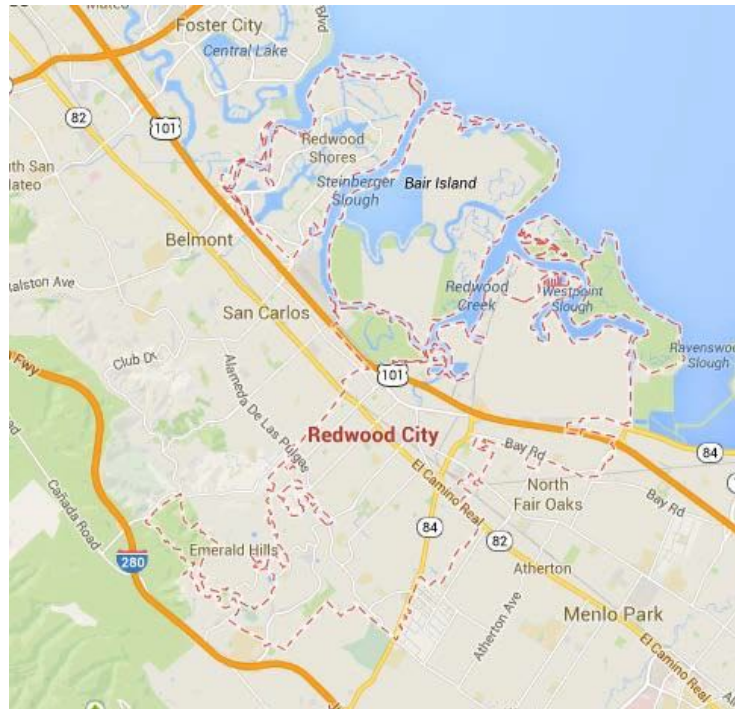 Mateo
Blvd
Foster City
Central Lake
82
101
Redwood
Shores
uth San
Mateo
Steinberger
Slough
Bair Island
Belmont
Ralston Ave
Redwood
Creek
Westpoint
Slough
San Carlos
Ravenswo
Slough
Club Dr
Fwy
Alameda De Las Pulgas
101
Redwood City
Bay Rd
84
El Camino Real
North
Fair Oaks
Bay Rd
Cañada Road
84
82
Emerald Hills
280
Atherton
Atherton Ave
Menlo Park
El Camino Real